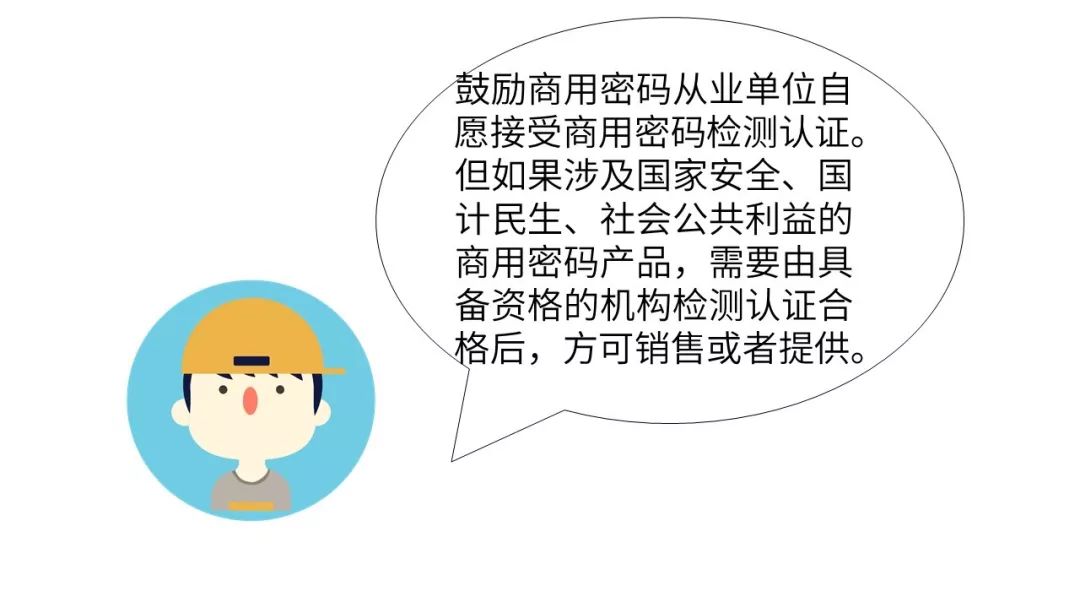 鼓励商用密码从业单位自
愿接受商用密码检测认证。
但如果涉及国家安全、国
计民生、社会公共利益的
商用密码产品，需要由具
备资格的机构检测认证合
格后，方可销售或者提供。